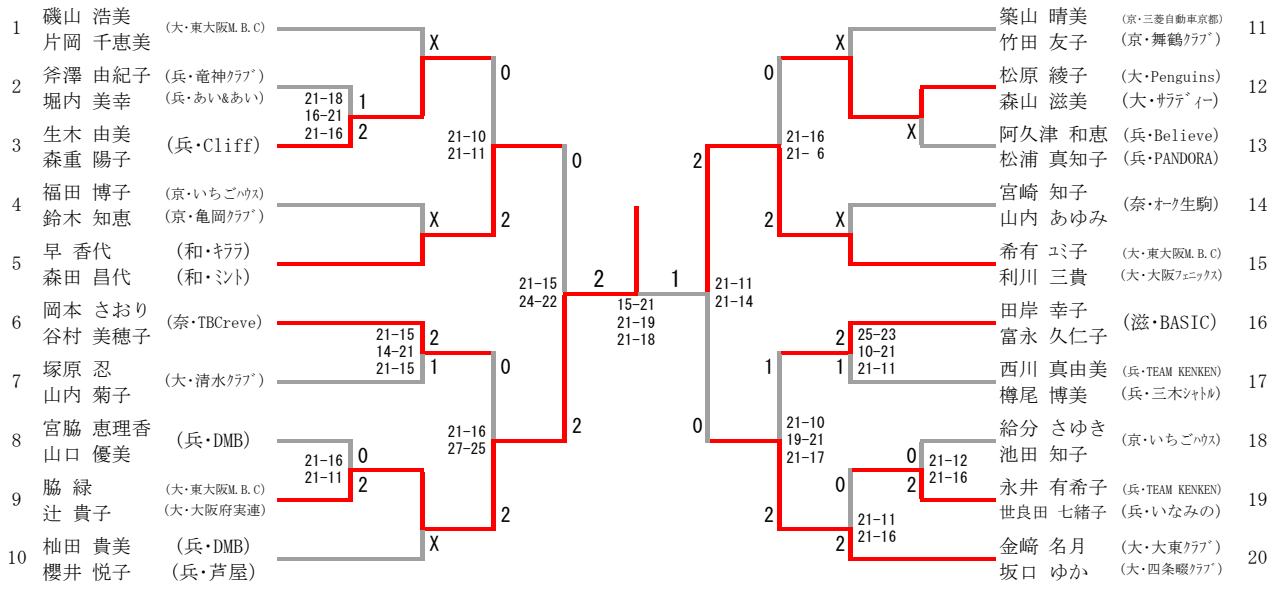 1 磯山 浩美 (大・東大阪M.B.C)
片岡 千恵美
2 斧澤 由紀子 (兵・竜神ｸﾗﾌﾞ)
堀内 美幸 (兵・あい&あい)
3 生木 由美 (兵・Cliff)
森重 陽子
4 福田 博子 (京・いちごﾊｳｽ)
鈴木 知恵 (京・亀岡ｸﾗﾌﾞ)
5 早 香代 (和・ｷﾗﾗ)
森田 昌代 (和・ﾐﾝﾄ)
6 岡本 さおり (奈・TBCreve)
谷村 美穂子
7 塚原 忍 (大・清水ｸﾗﾌﾞ)
山内 菊子
8 宮脇 恵理香 (兵・DMB)
山口 優美
9 脇 緑 (大・東大阪M.B.C)
辻 貴子 (大・大阪府実連)
10 杣田 貴美 (兵・DMB)
櫻井 悦子 (兵・芦屋)
X
21-18 1
16-21
21-16 2
0
21-10
21-11
X
2
0
21-15
24-22
21-15 2
14-21
21-15 1
0
21-16
27-25
2
21-16 0
21-11 2
2
X
2 1
15-21
21-19
21-18
築山 晴美 (京・三菱自動車京都) 11
竹田 友子 (京・舞鶴ｸﾗﾌﾞ)
松原 綾子 (大・Penguins) 12
森山 滋美 (大・ｻﾗﾃﾞｨｰ)
阿久津 和恵 (兵・Believe) 13
松浦 真知子 (兵・PANDORA)
宮崎 知子 (奈・ｵｰｸ生駒) 14
山内 あゆみ
希有 ユミ子 (大・東大阪M.B.C) 15
利川 三貴 (大・大阪ﾌｪﾆｯｸｽ)
田岸 幸子 (滋・BASIC) 16
富永 久仁子
西川 真由美 (兵・TEAM KENKEN) 17
樽尾 博美 (兵・三木ｼｬﾄﾙ)
給分 さゆき (京・いちごﾊｳｽ) 18
池田 知子
永井 有希子 (兵・TEAM KENKEN) 19
世良田 七緒子 (兵・いなみの)
金﨑 名月 (大・大東ｸﾗﾌﾞ) 20
坂口 ゆか (大・四条畷ｸﾗﾌﾞ)
X
0
X
21-16
21- 6
2
2 X
21-11
21-14
2 25-23
10-21
1 21-11
1
21-10
19-21
21-17
0
0 21-12
2 21-16
0
2
21-11
21-16
2